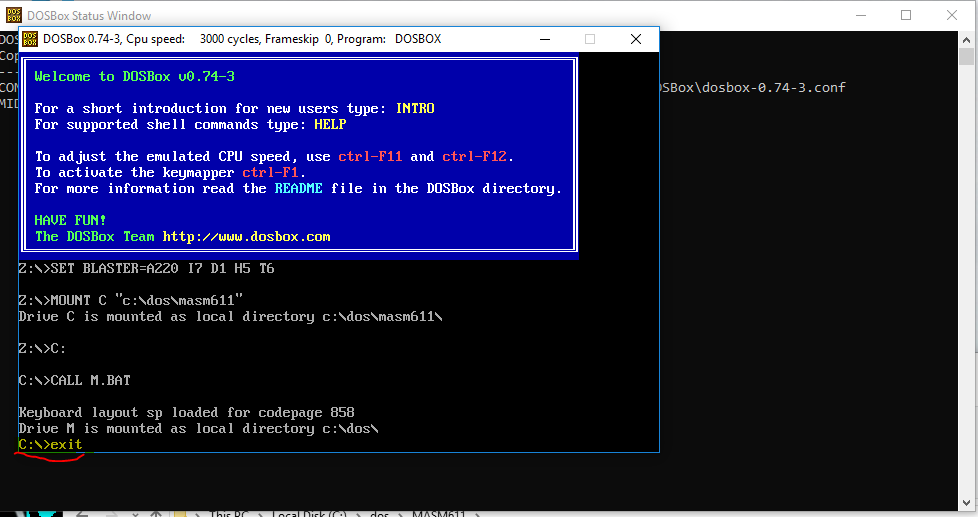 DOSBox Status Window
DOSBox 0.74-3, Cpu speed: 3000 cycles, Frameskip 0, Program: DOSBOX
DOS
Cop
---
CON
SBox\dosbox-0.74-3.conf
MID
Welcome to DOSBox v0.74-3
For a short introduction for new users type: INTRO
For supported shell commands type: HELP
To adjust the emulated CPU speed, use ctrl-F11 and ctrl-F12.
To activate the keymapper ctrl-F1.
For more information read the README file in the DOSBox directory.
HAVE FUN!
The DOSBox Team http://www.dosbox.com
Z:\>SET BLASTER=A220 I7 D1 H5 T6
Z:\>MOUNT C "c:\dos\masm611"
Drive C is mounted as local directory c:\dos\masm611\
Z:\>C:
C:\>CALL M.BAT
Keyboard layout sp loaded for codepage 858
Drive M is mounted as local directory c:\dos\
C:\>exit
This PC > Local Disk (C:) > dos > MASM611 >